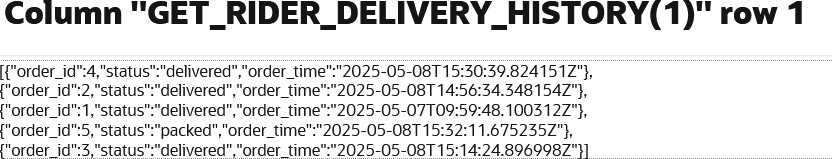 Column "GET_RIDER_DELIVERY_HISTORY(1)" row 1
[{"order_id":4,"status":"delivered","order_time":"2025-05-08T15:30:39.824151Z"},
{"order_id":2,"status":"delivered","order_time":"2025-05-08T14:56:34.348154Z"},
{"order_id":1,"status":"delivered","order_time":"2025-05-07T09:59:48.100312Z"},
{"order_id":5,"status":"packed","order_time":"2025-05-08T15:32:11.675235Z"},
{"order_id":3,"status":"delivered","order_time":"2025-05-08T15:14:24.896998Z"}]